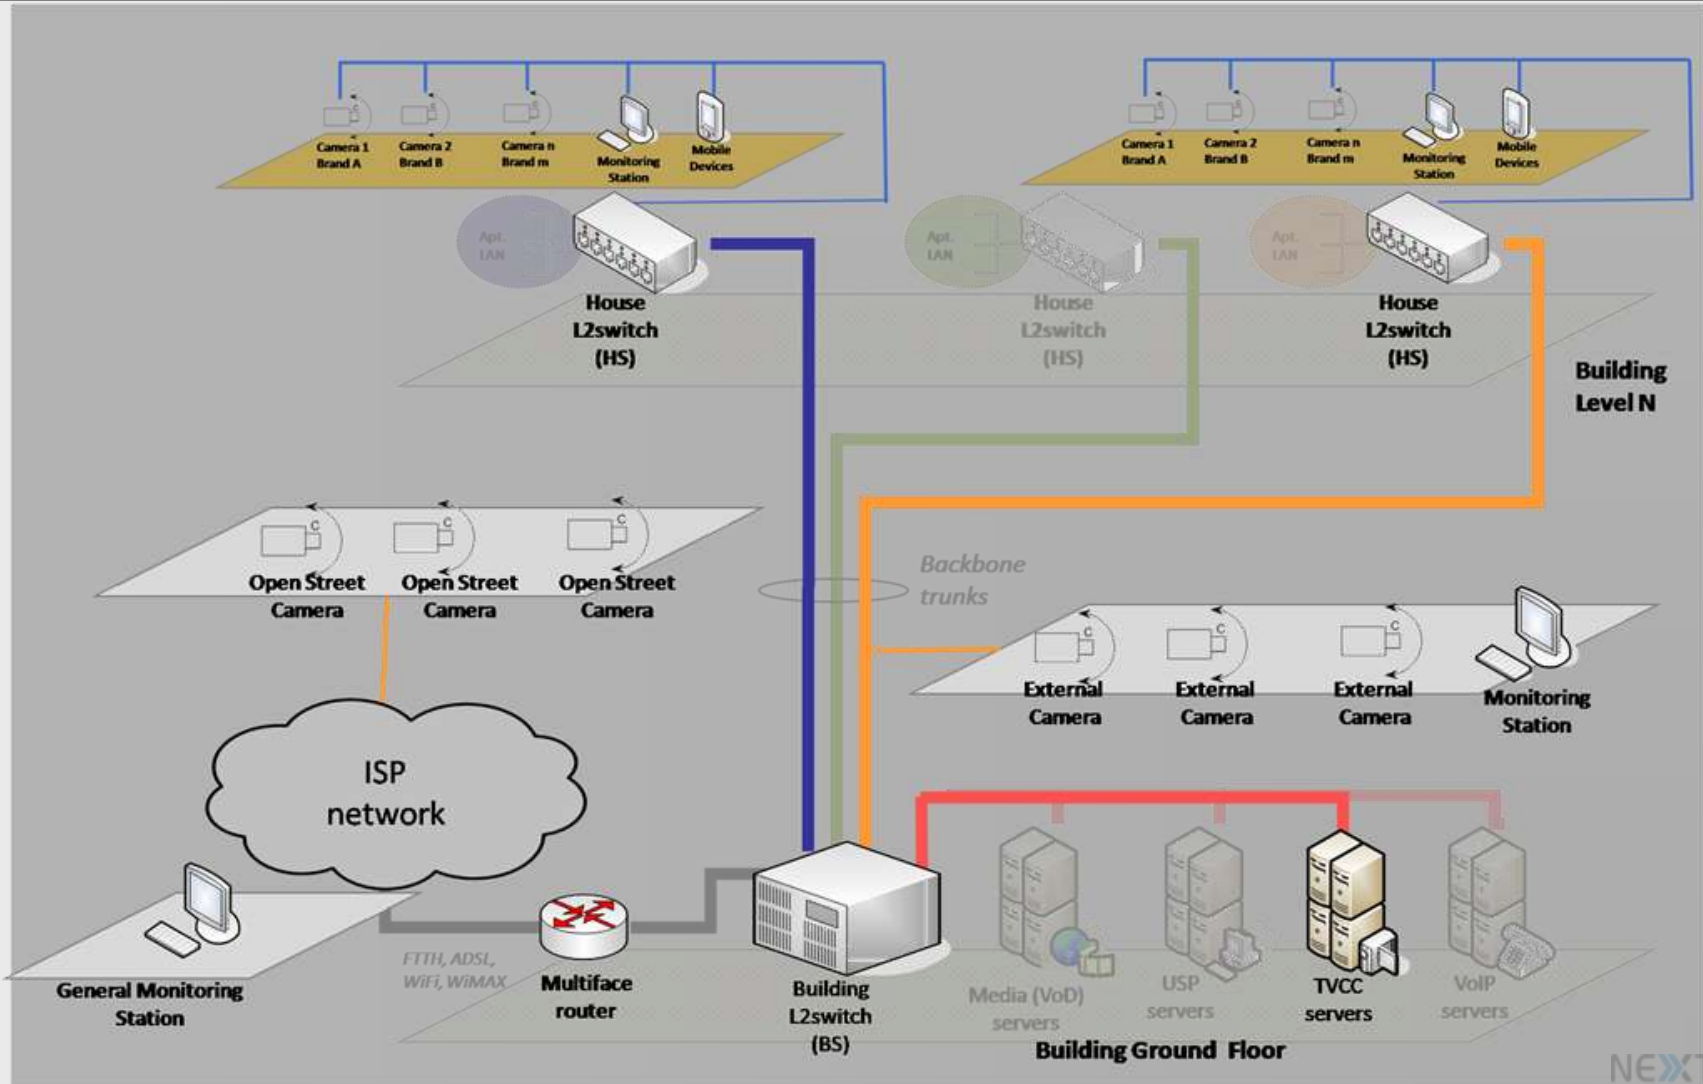 Camera 1
Brand A
Camera 2
Brand B
Camera n
Brand m
Monitoring
Station
Mobile
Devices
Camera 1
Brand A
Camera 2
Brand B
Camera n
Brand m
Monitoring
Station
Mobile
Devices
Apt.
LAN
House
L2switch
(HS)
Apt.
LAN
House
L2switch
(HS)
Apt.
LAN
House
L2switch
(HS)
Building
Level N
C
C
C
Open Street
Camera
Open Street
Camera
Open Street
Camera
Backbone
trunks
C
C
C
External
Camera
External
Camera
External
Camera
Monitoring
Station
ISP
network
FTTH, ADSL,
WiFi, WiMAX
General Monitoring
Station
Multiface
router
Building
L2switch
(BS)
Media (VoD)
servers
USP
servers
TVCC
servers
VoIP
servers
Building Ground Floor